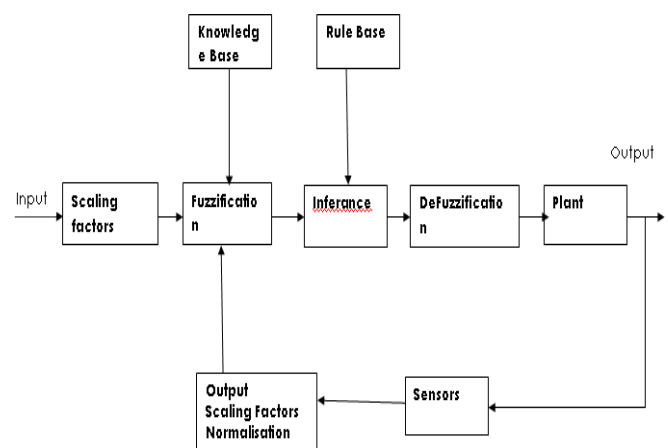 Knowledg
e Base
Rule Base
Output
Input
Scaling
factors
Fuzzificatio
n
Inferance
DeFuzzificatio
n
Plant
Output
Scaling Factors
Normalisation
Sensors